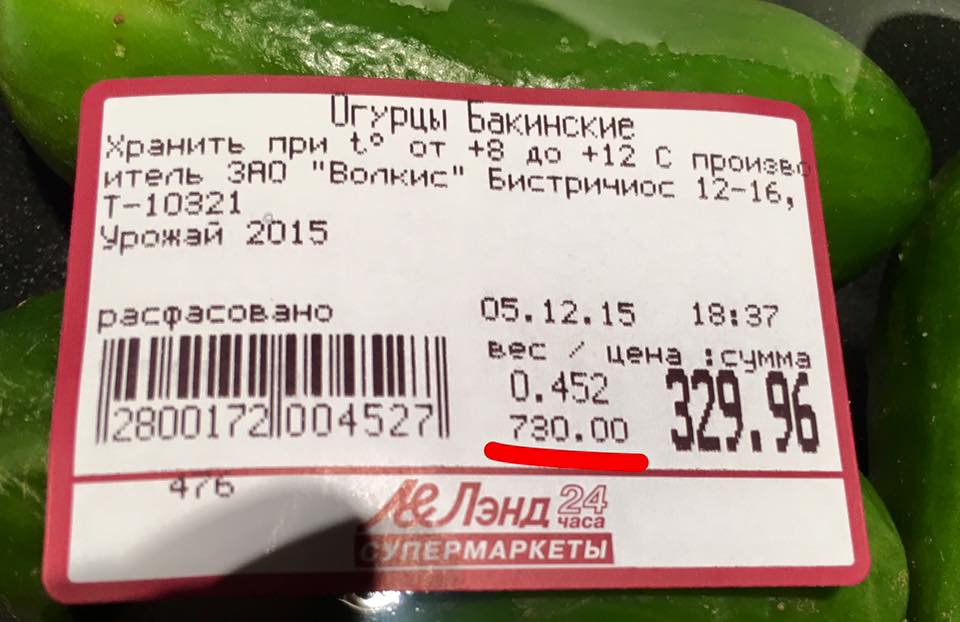 Огурцы Бакинские
Хранить при t.° от +8 до +12 С произво
итель ЗАО "Волкис" Бистричиос 12-16,
Т-10321
Урожай 2015
расфасовано 05.12.15 18:37
вес / цена :сумма
0.452
730.00 329.96
2800172 004527
476
Лэнд 24 часа
СУПЕРМАРКЕТЫ